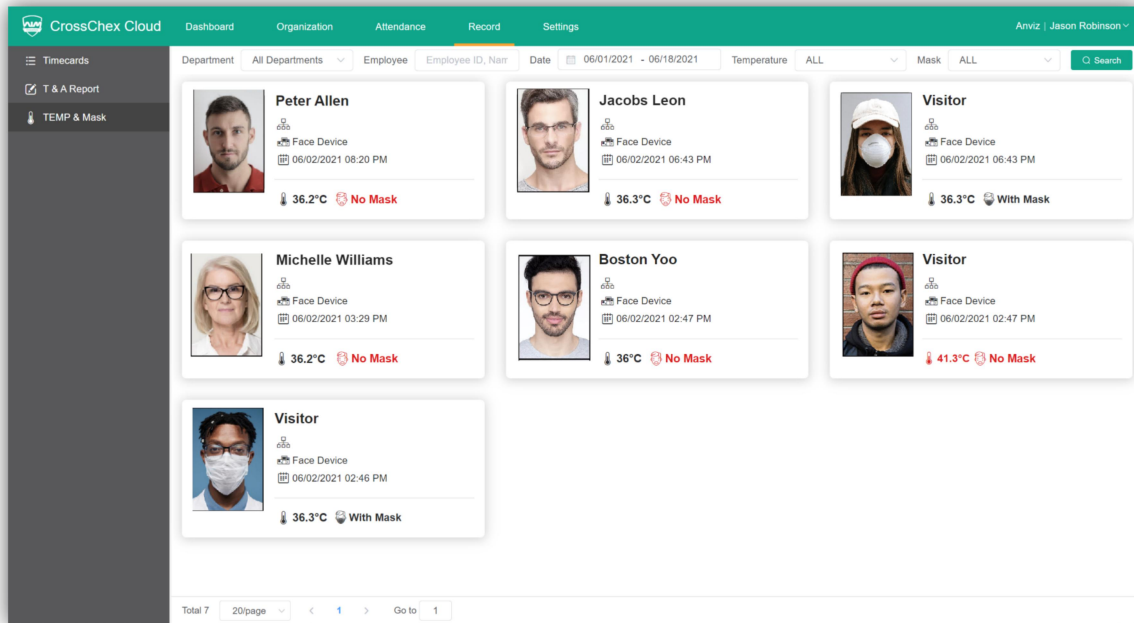 CrossChex Cloud Dashboard Organization Attendance Record Settings Anviz | Jason Robinson
Timecards
T & A Report
TEMP & Mask
Department All Departments Employee Employee ID, Nam Date 06/01/2021 - 06/18/2021 Temperature ALL Mask ALL Search
Peter Allen
Face Device
06/02/2021 08:20 PM
36.2°C No Mask
Jacobs Leon
Face Device
06/02/2021 06:43 PM
36.3°C No Mask
Visitor
Face Device
06/02/2021 06:43 PM
36.3°C With Mask
Michelle Williams
Face Device
06/02/2021 03:29 PM
36.2°C No Mask
Boston Yoo
Face Device
06/02/2021 02:47 PM
36°C No Mask
Visitor
Face Device
06/02/2021 02:47 PM
41.3°C No Mask
Visitor
Face Device
06/02/2021 02:46 PM
36.3°C With Mask
Total 7 20/page < 1 > Go to 1